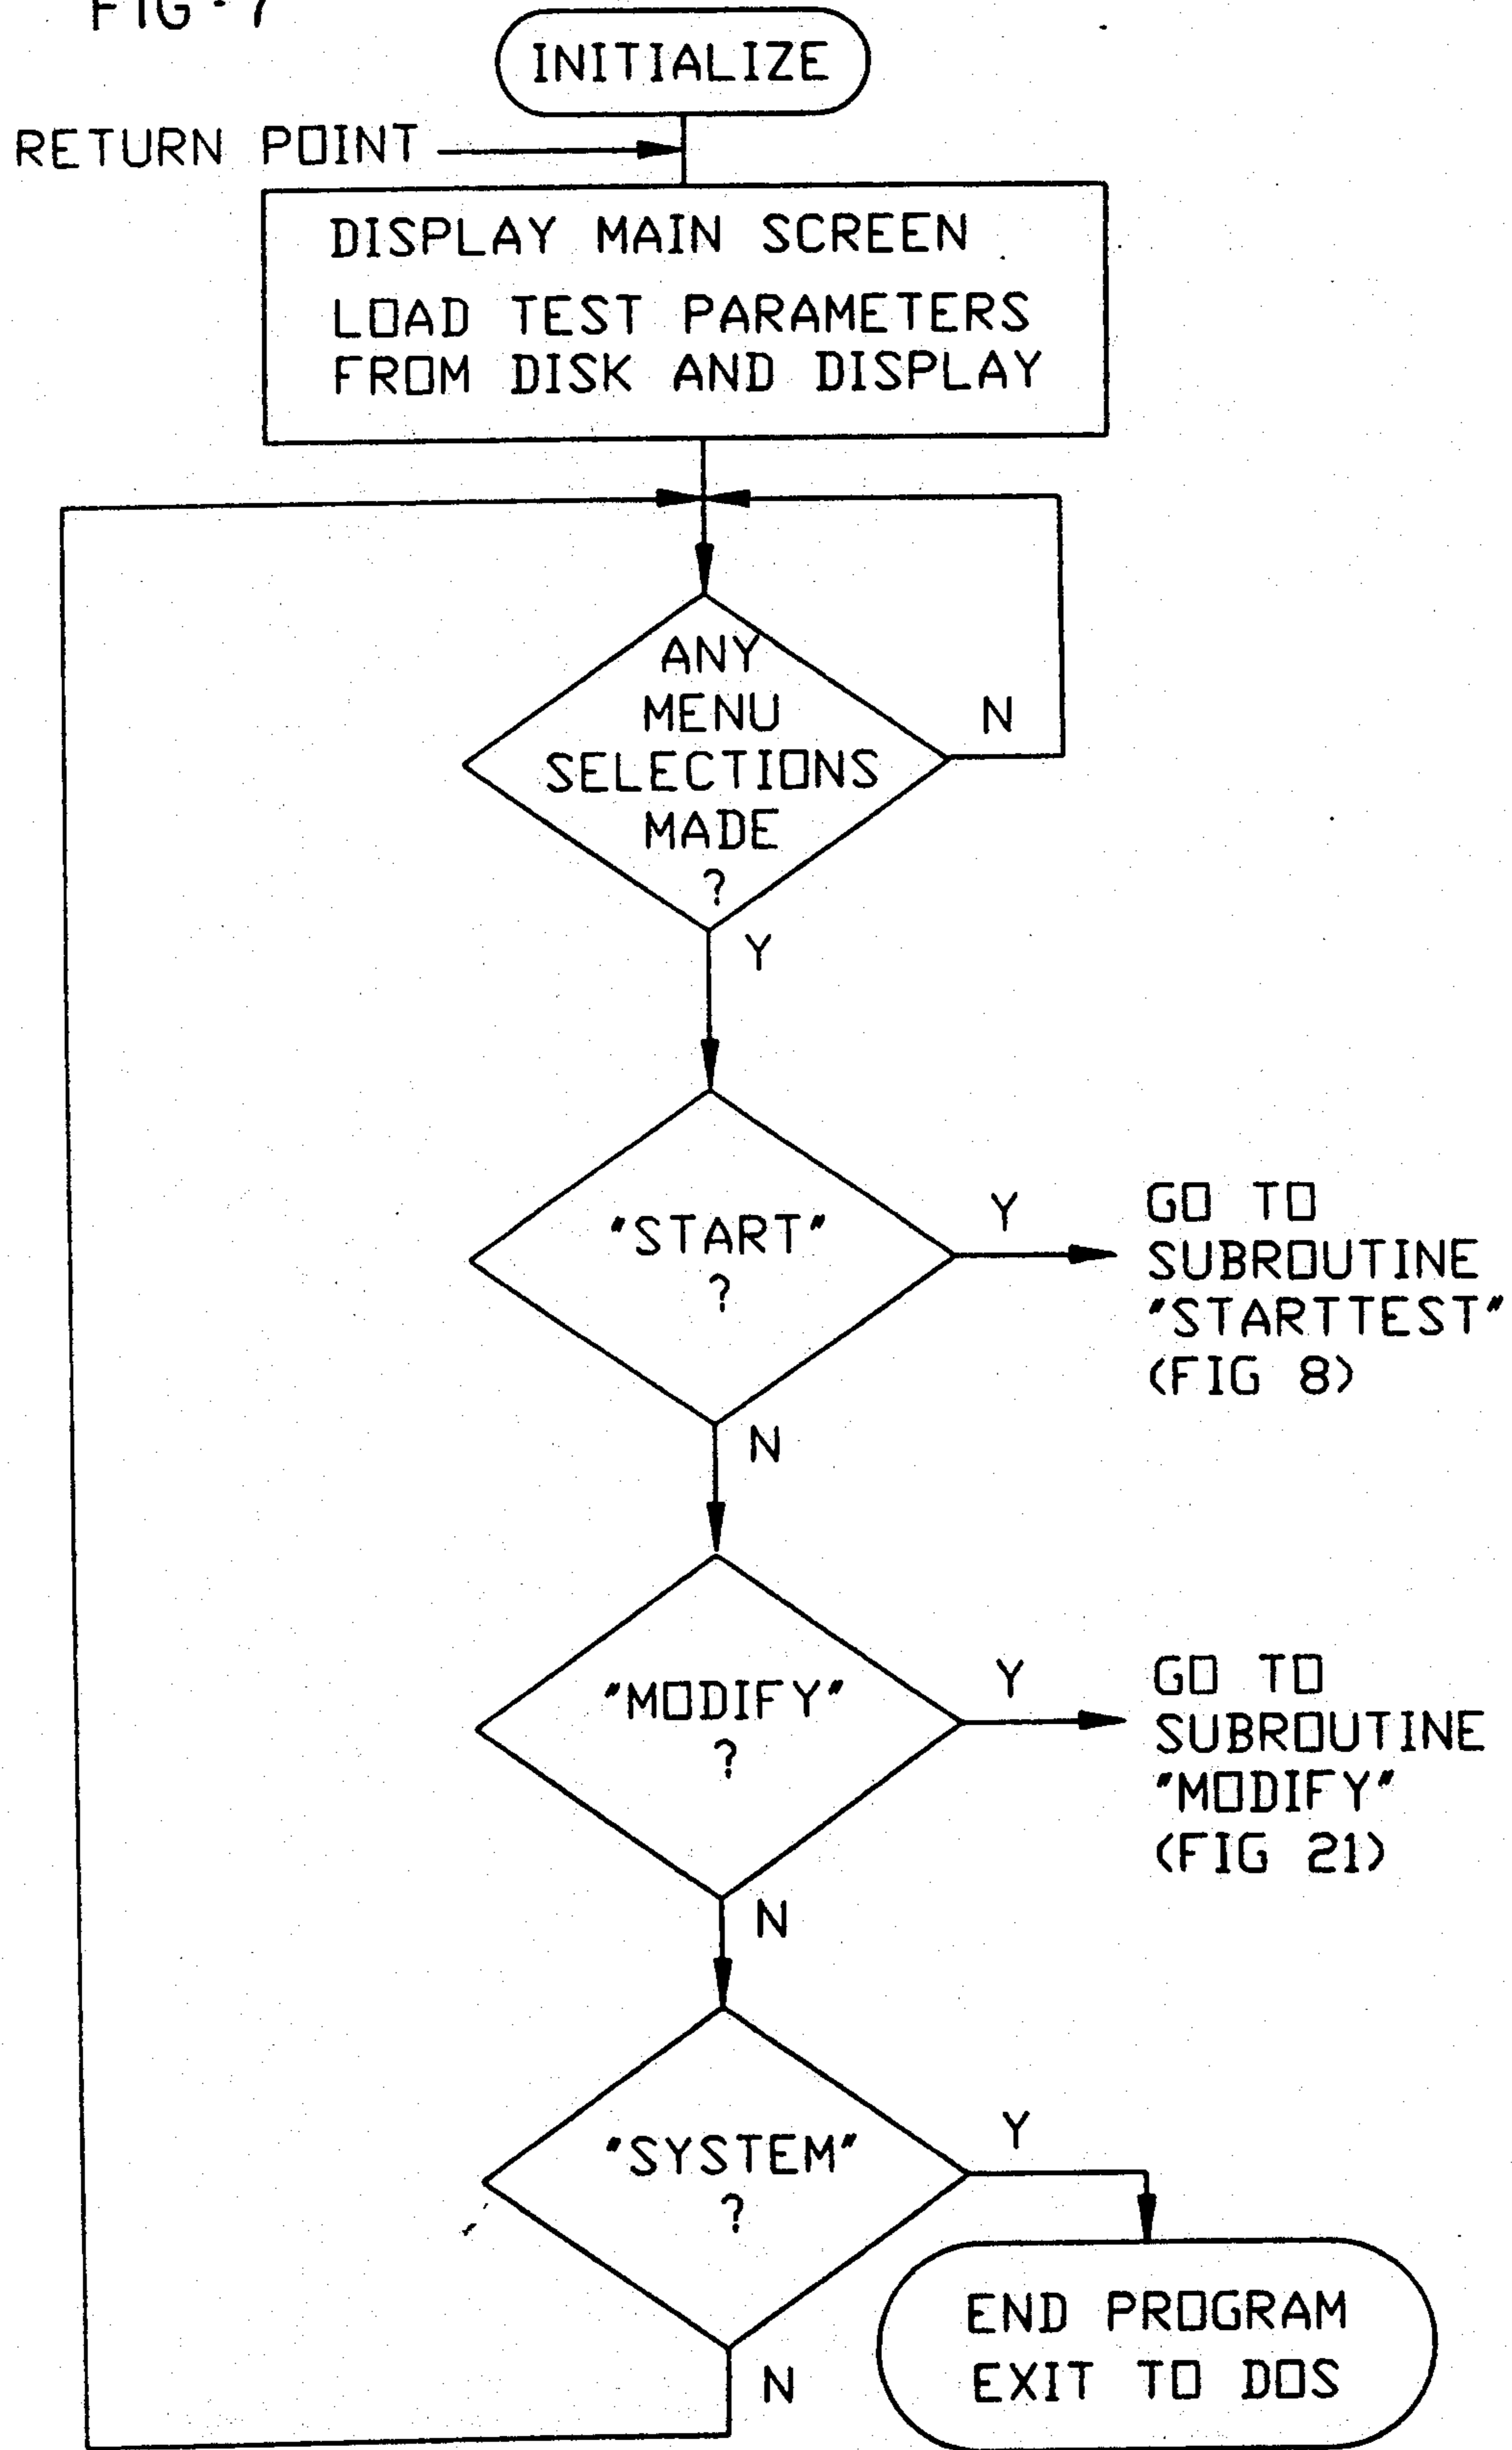 FIG - 7
INITIALIZE
RETURN POINT
DISPLAY MAIN SCREEN
LOAD TEST PARAMETERS
FROM DISK AND DISPLAY
ANY
MENU
SELECTIONS
MADE
?
N
Y
"START"
?
Y
GO TO
SUBROUTINE
"STARTTEST"
(FIG 8)
N
"MODIFY"
?
Y
GO TO
SUBROUTINE
"MODIFY"
(FIG 21)
N
"SYSTEM"
?
Y
N
END PROGRAM
EXIT TO DOS